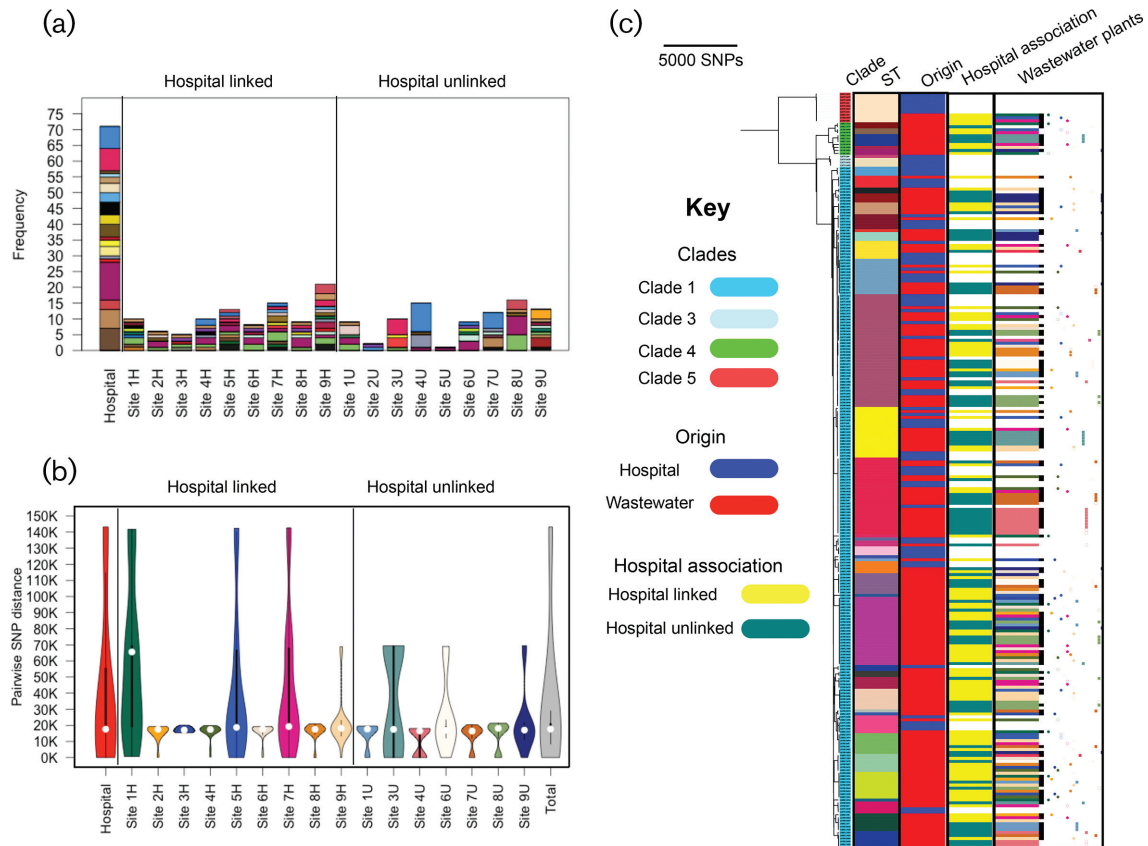 (a)
Hospital linked
Hospital unlinked
75
70
65
60
55
50
45
40
35
30
25
20
15
10
5
0
Frequency
Hospital
Site 1H
Site 2H
Site 3H
Site 4H
Site 5H
Site 6H
Site 7H
Site 8H
Site 9H
Site 1U
Site 2U
Site 3U
Site 4U
Site 5U
Site 6U
Site 7U
Site 8U
Site 9U
(b)
Hospital linked
Hospital unlinked
150K
140K
130K
120K
110K
100K
90K
80K
70K
60K
50K
40K
30K
20K
10K
0K
Pairwise SNP distance
Hospital
Site 1H
Site 2H
Site 3H
Site 4H
Site 5H
Site 6H
Site 7H
Site 8H
Site 9H
Site 1U
Site 3U
Site 4U
Site 6U
Site 7U
Site 8U
Site 9U
Total
(c)
5000 SNPs
Clade
ST
Origin
Hospital association
Wastewater plants
Key
Clades
Clade 1
Clade 3
Clade 4
Clade 5
Origin
Hospital
Wastewater
Hospital association
Hospital linked
Hospital unlinked